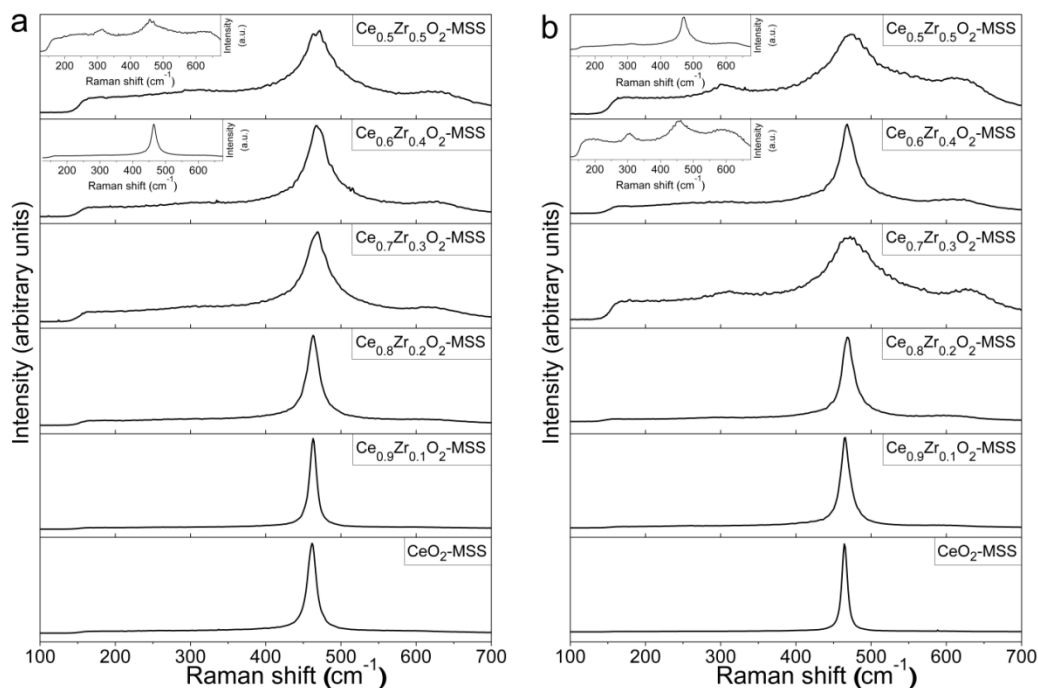 a
Ce0.5Zr0.5O2-MSS
Intensity
(a.u.)
200 300 400 500 600
Raman shift (cm-1)
Ce0.6Zr0.4O2-MSS
Intensity
(a.u.)
200 300 400 500 600
Raman shift (cm-1)
Ce0.7Zr0.3O2-MSS
Ce0.8Zr0.2O2-MSS
Ce0.9Zr0.1O2-MSS
CeO2-MSS
Intensity (arbitrary units)
100 200 300 400 500 600 700
Raman shift (cm-1)
b
Ce0.5Zr0.5O2-MSS
Intensity
(a.u.)
200 300 400 500 600
Raman shift (cm-1)
Ce0.6Zr0.4O2-MSS
Intensity
(a.u.)
200 300 400 500 600
Raman shift (cm-1)
Ce0.7Zr0.3O2-MSS
Ce0.8Zr0.2O2-MSS
Ce0.9Zr0.1O2-MSS
CeO2-MSS
Intensity (arbitrary units)
100 200 300 400 500 600 700
Raman shift (cm-1)